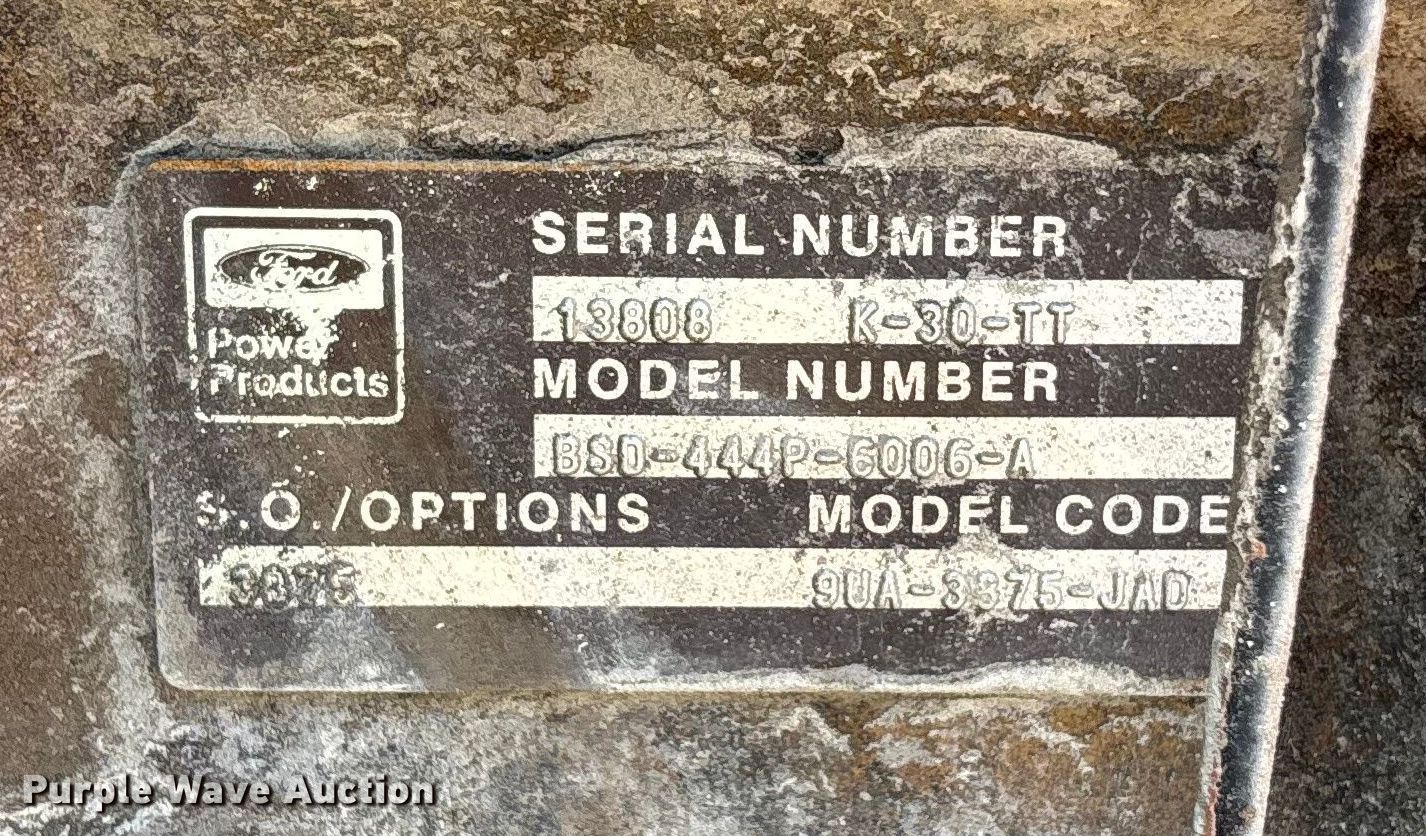 Ford
Power
Products
SERIAL NUMBER
13808 K-30-TT
MODEL NUMBER
BSD-444P-6006-A
S.O./OPTIONS MODEL CODE
3375 9UA-3375-JAD
Purple Wave Auction